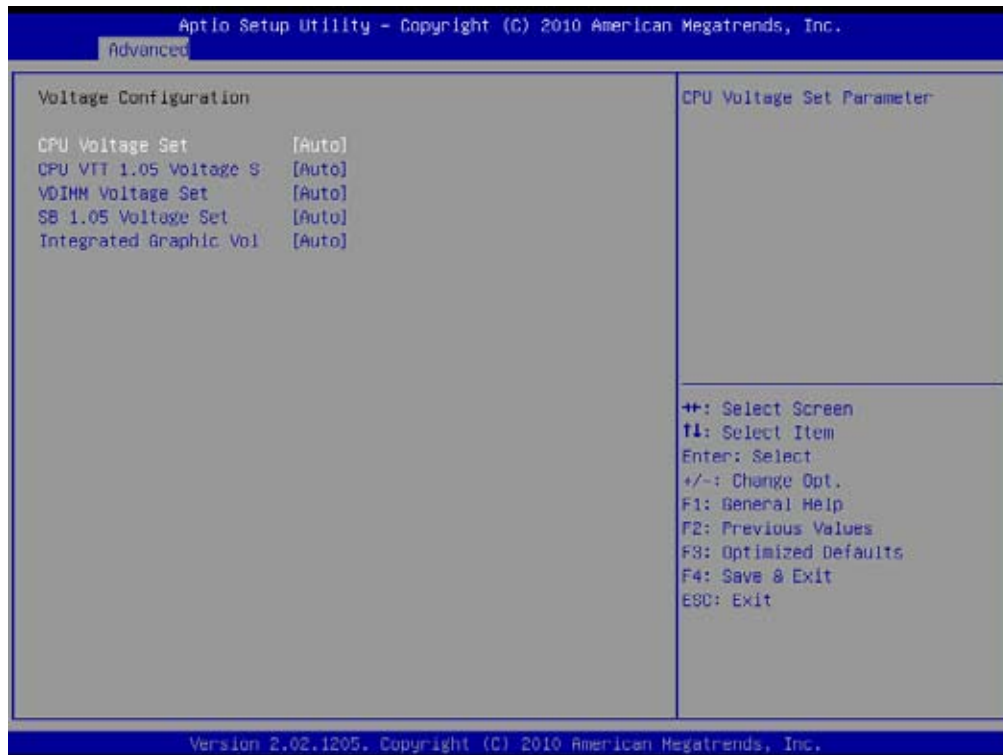 Aptio Setup Utility – Copyright (C) 2010 American Megatrends, Inc.
Advanced
Voltage Configuration
CPU Voltage Set [Auto]
CPU VTT 1.05 Voltage S [Auto]
VDIMM Voltage Set [Auto]
SB 1.05 Voltage Set [Auto]
Integrated Graphic Vol [Auto]
CPU Voltage Set Parameter
→←: Select Screen
↑↓: Select Item
Enter: Select
+/-: Change Opt.
F1: General Help
F2: Previous Values
F3: Optimized Defaults
F4: Save & Exit
ESC: Exit
Version 2.02.1205. Copyright (C) 2010 American Megatrends, Inc.